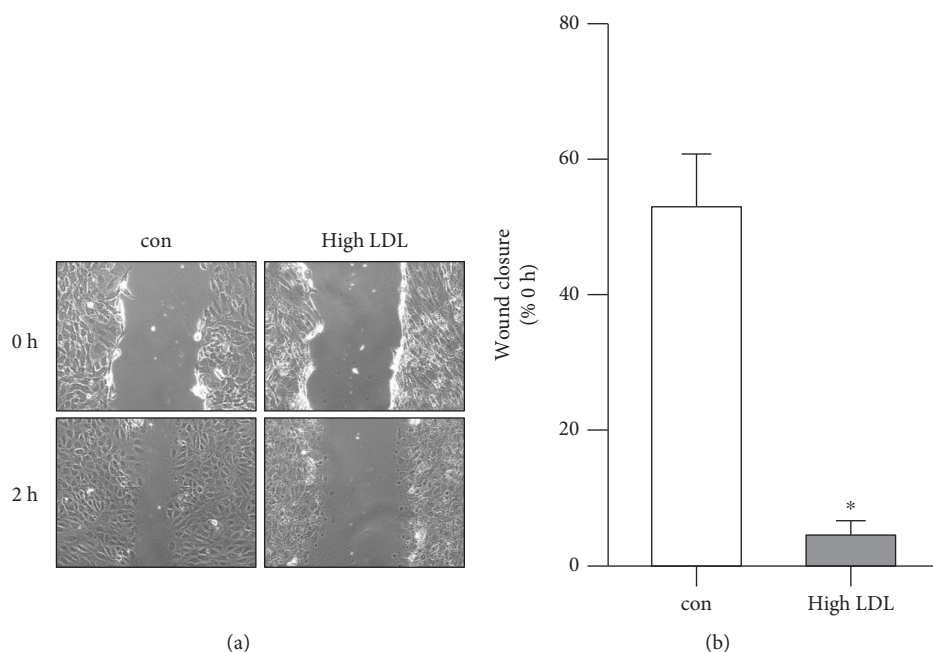 con
High LDL
0 h
2 h
(a)
Wound closure
(% 0 h)
80
60
40
20
0
*
con
High LDL
(b)